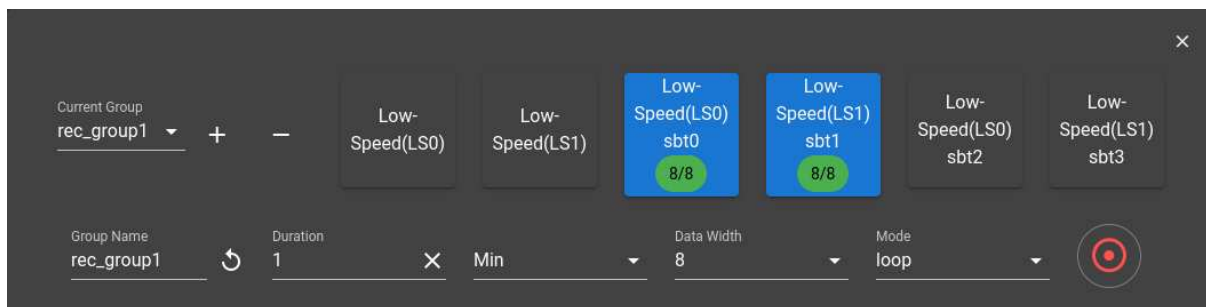 Current Group
rec_group1
Low-
Speed(LS0)
Low-
Speed(LS1)
Low-
Speed(LS0)
sbt0
8/8
Low-
Speed(LS1)
sbt1
8/8
Low-
Speed(LS0)
sbt2
Low-
Speed(LS1)
sbt3
Group Name
rec_group1
Duration
1
Min
Data Width
8
Mode
loop